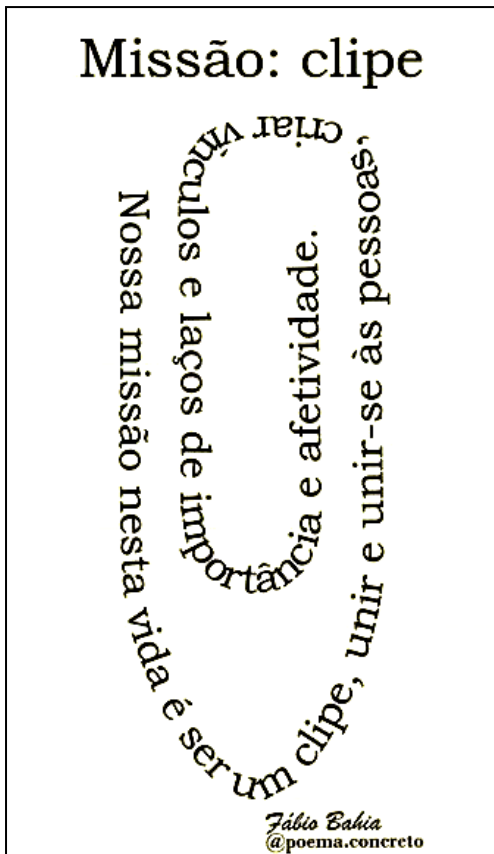 Missão: clipe
Nossa missão nesta vida é ser um clipe, unir e unir-se às pessoas, criar vínculos e laços de importância e afetividade.
Fábio Bahia
@poema.concreto